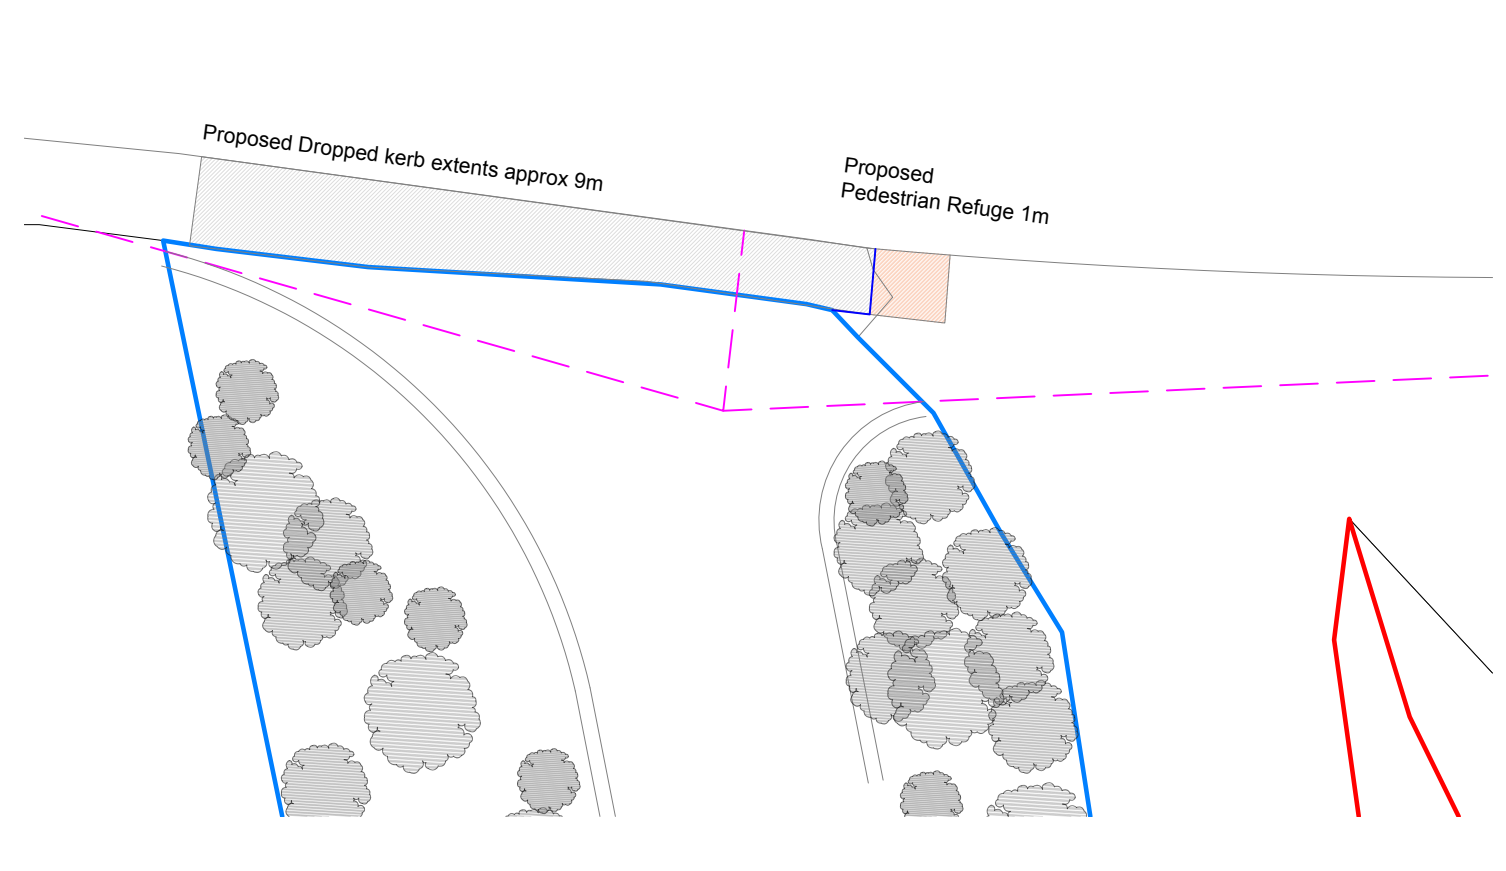 Proposed Dropped kerb extents approx 9m
Proposed
Pedestrian Refuge 1m